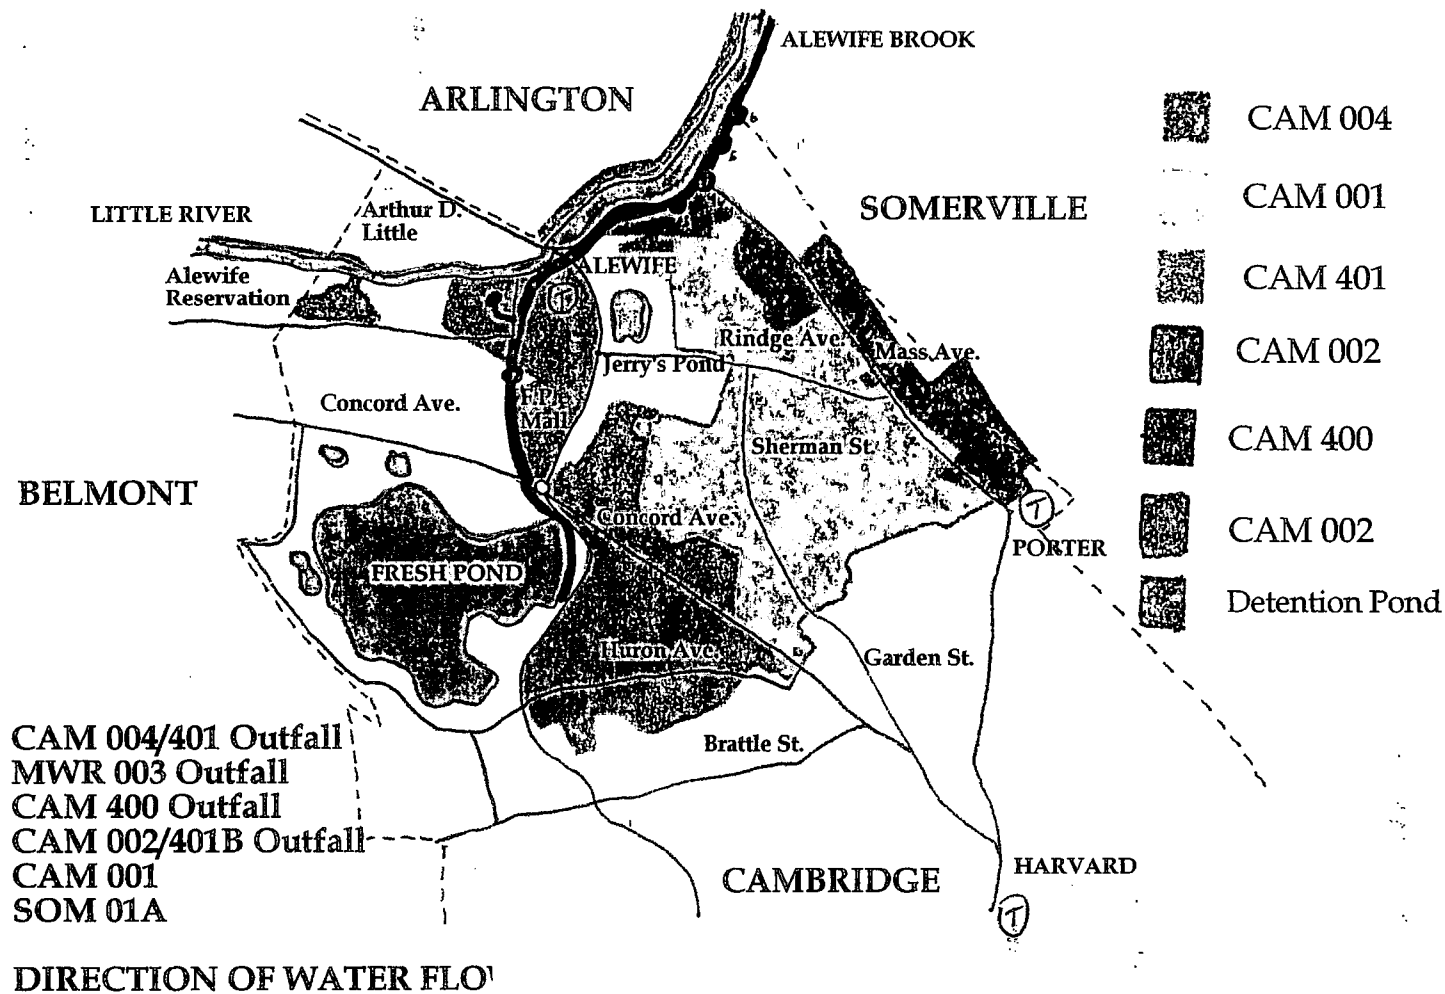 ALEWIFE BROOK
ARLINGTON
CAM 004
CAM 001
SOMERVILLE
LITTLE RIVER
Arthur D.
Little
CAM 401
Alewife
Reservation
ALEWIFE
T
Rindge Ave.
Mass Ave.
CAM 002
Jerry's Pond
Concord Ave.
F.P.
Mall
CAM 400
Sherman St.
BELMONT
Concord Ave.
T
CAM 002
PORTER
FRESH POND
Detention Pond
Huron Ave.
Garden St.
CAM 004/401 Outfall
Brattle St.
MWR 003 Outfall
CAM 400 Outfall
CAM 002/401B Outfall
CAM 001
HARVARD
CAMBRIDGE
SOM 01A
T
DIRECTION OF WATER FLO